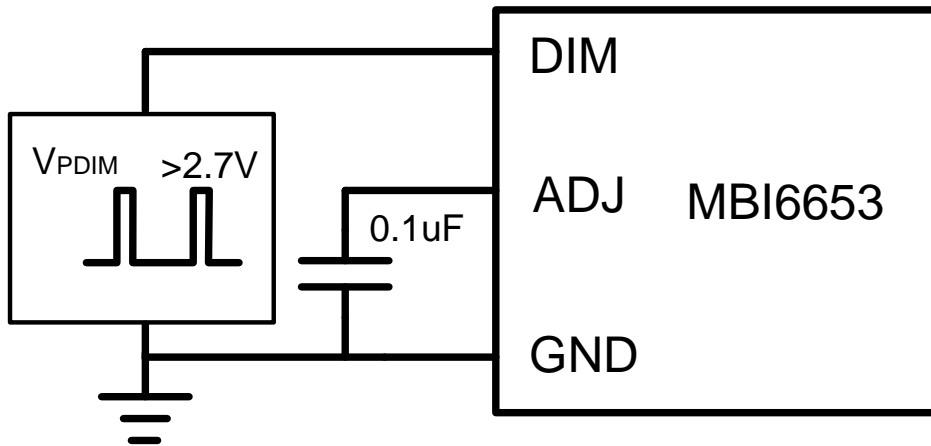 DIM
VPDIM >2.7V
ADJ MBI6653
0.1uF
GND